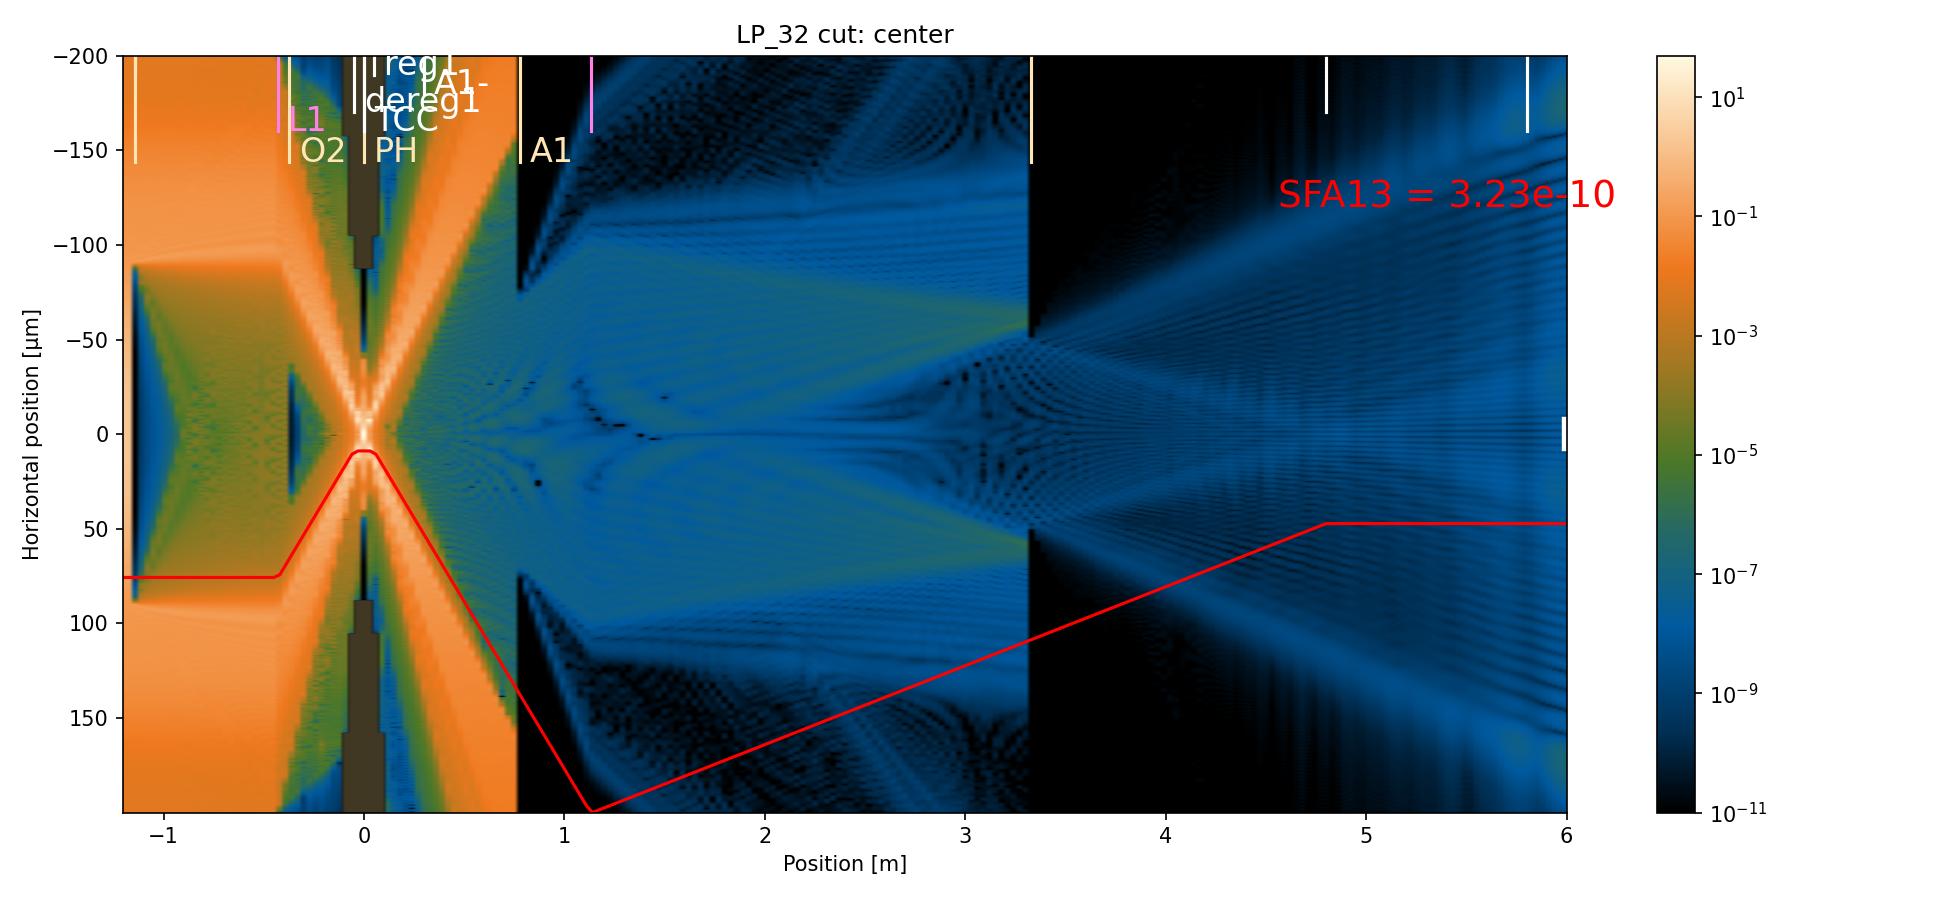 LP_32 cut: center
−200
−150
−100
−50
0
50
100
150
Horizontal position [µm]
reg1
A1-
dereg1
L1
TCC
O2
PH
A1
SFA13 = 3.23e-10
−1 0 1 2 3 4 5 6
Position [m]
10¹
10⁻¹
10⁻³
10⁻⁵
10⁻⁷
10⁻⁹
10⁻¹¹